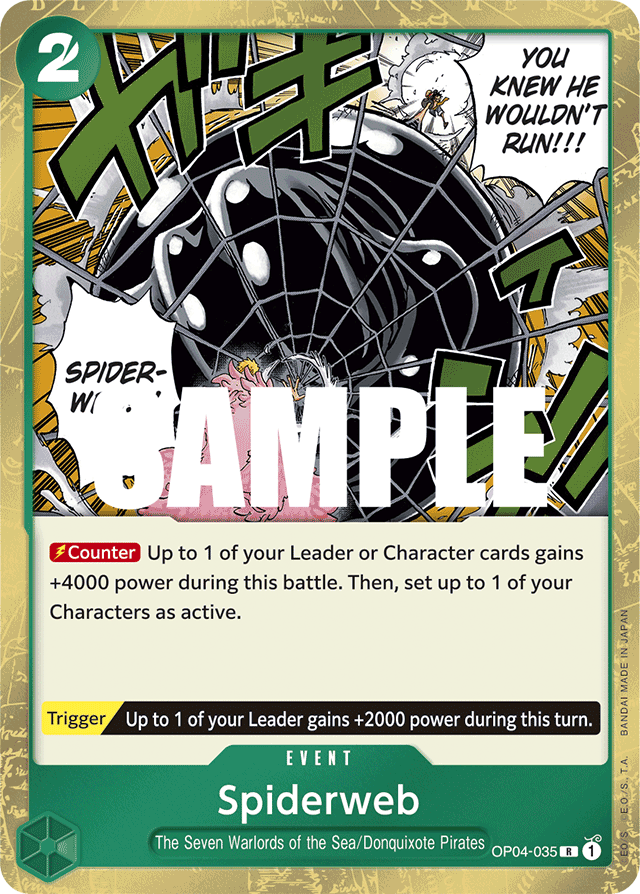 2
ガギ
YOU
KNEW HE
WOULDN'T
RUN!!!
SPIDER-
SAMPLE
Counter Up to 1 of your Leader or Character cards gains
+4000 power during this battle. Then, set up to 1 of your
Characters as active.
Trigger Up to 1 of your Leader gains +2000 power during this turn.
EVENT
Spiderweb
The Seven Warlords of the Sea/Donquixote Pirates
OP04-035 R 1
BANDAI MADE IN JAPAN